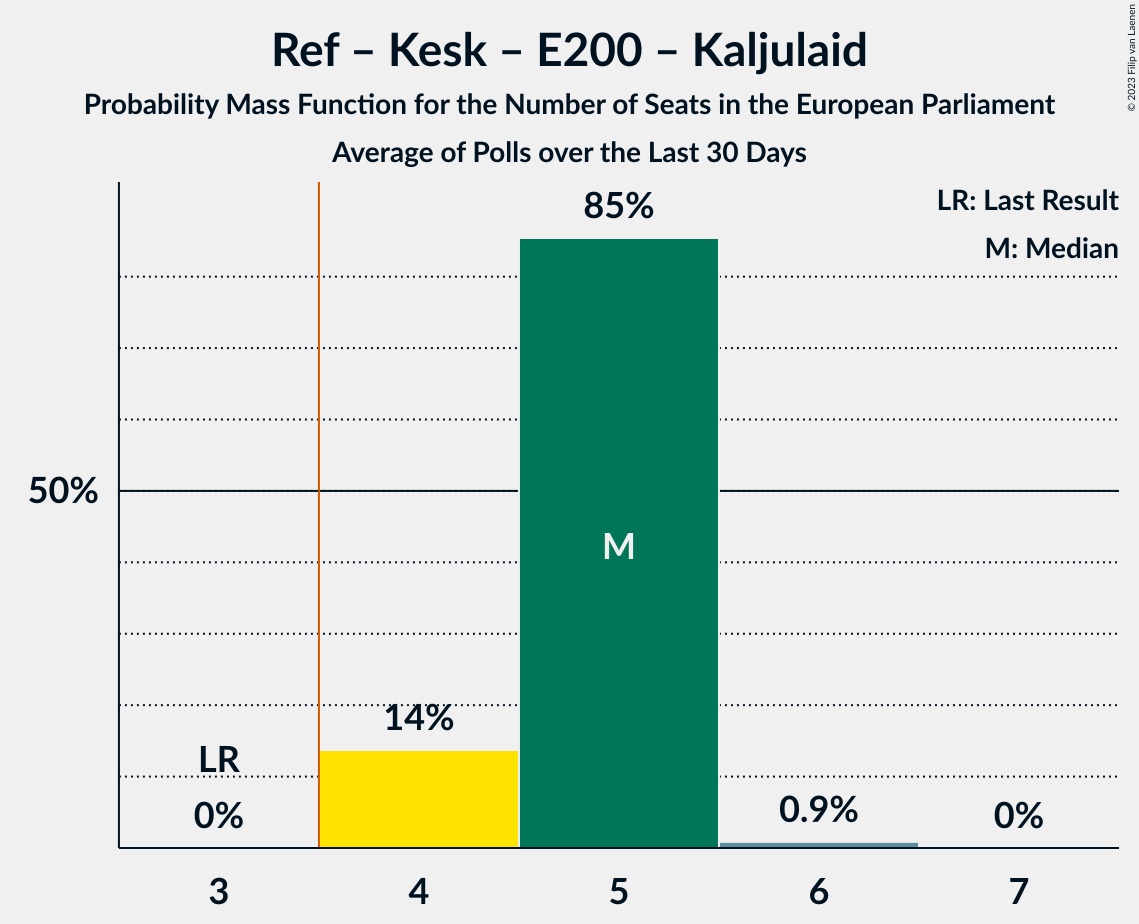 Ref – Kesk – E200 – Kaljulaid
Probability Mass Function for the Number of Seats in the European Parliament
Average of Polls over the Last 30 Days
© 2023 Filip van Laenen
LR: Last Result
M: Median
85%
50%
M
14%
LR
0%
0.9%
0%
3 4 5 6 7